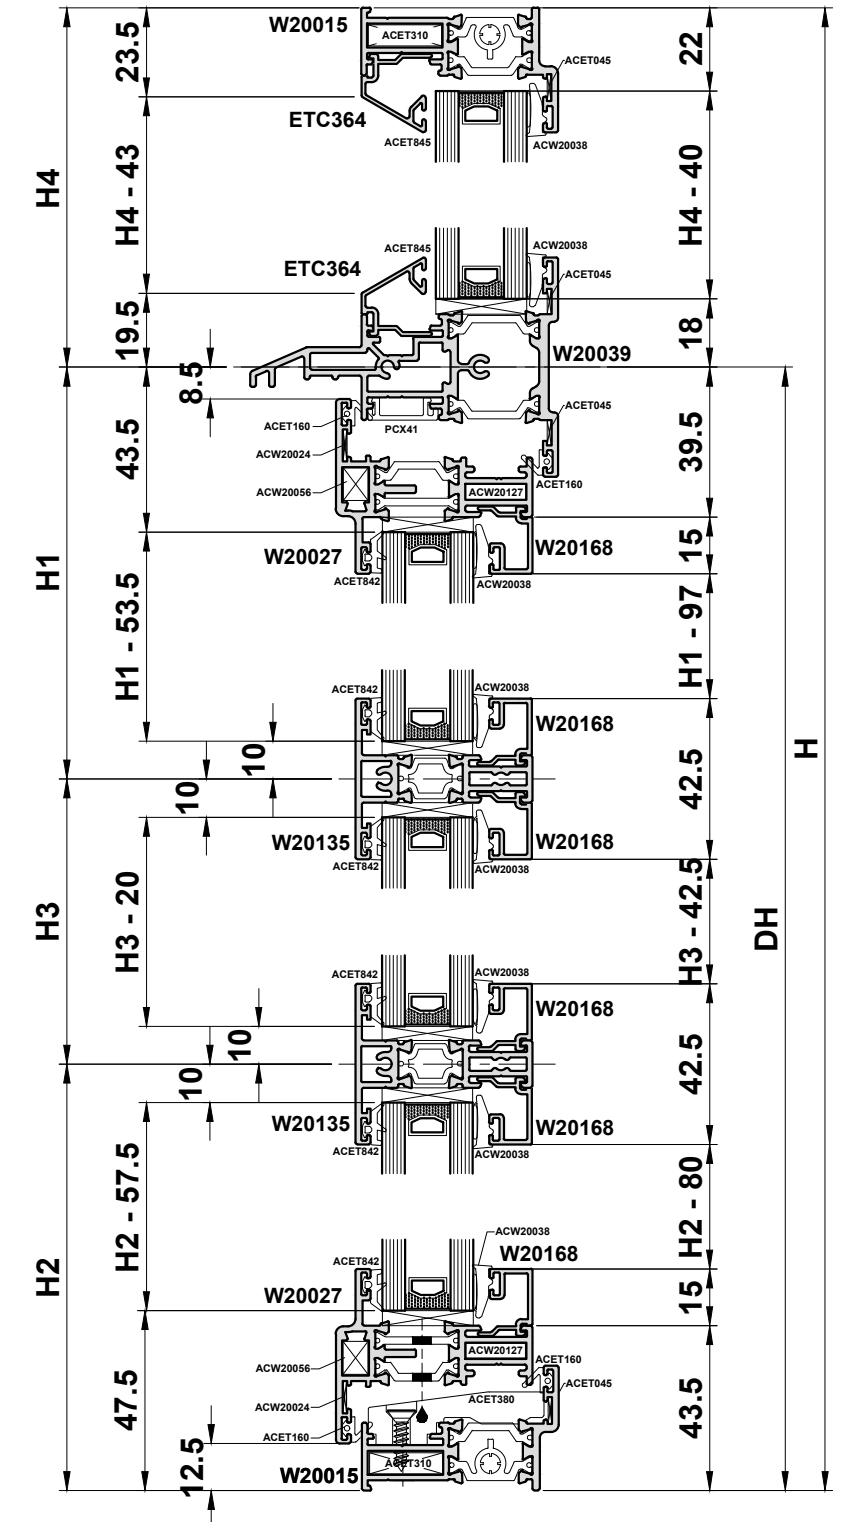 W20015
ACET310
23.5
22
ACET045
ETC364
ACET845
ACW20038
H4
H4 - 43
H4 - 40
ACET845
ACW20038
ETC364
ACET045
19.5
18
W20039
8.5
ACET045
PCX41
ACET160
43.5
39.5
ACW20024
ACET160
ACW20056
ACW20127
W20027
W20168
15
ACET842
ACW20038
H1
H1 - 53.5
H1 - 97
ACET842
ACW20038
W20168
10
10
42.5
H
W20135
W20168
ACET842
ACW20038
H3
H3 - 20
H3 - 42.5
DH
ACET842
ACW20038
W20168
10
10
42.5
W20135
W20168
ACET842
ACW20038
H2
H2 - 57.5
H2 - 80
ACW20038
W20168
ACET842
W20027
15
ACW20127
ACET160
ACW20056
ACET045
ACET380
ACW20024
47.5
43.5
ACET160
12.5
ACET310
W20015